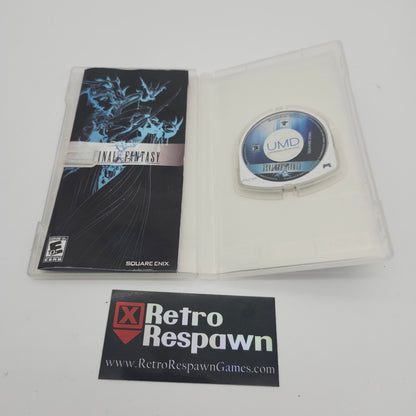 FINAL FANTASY
E
SQUARE ENIX
UMD
Retro
Respawn
www.RetroRespawnGames.com